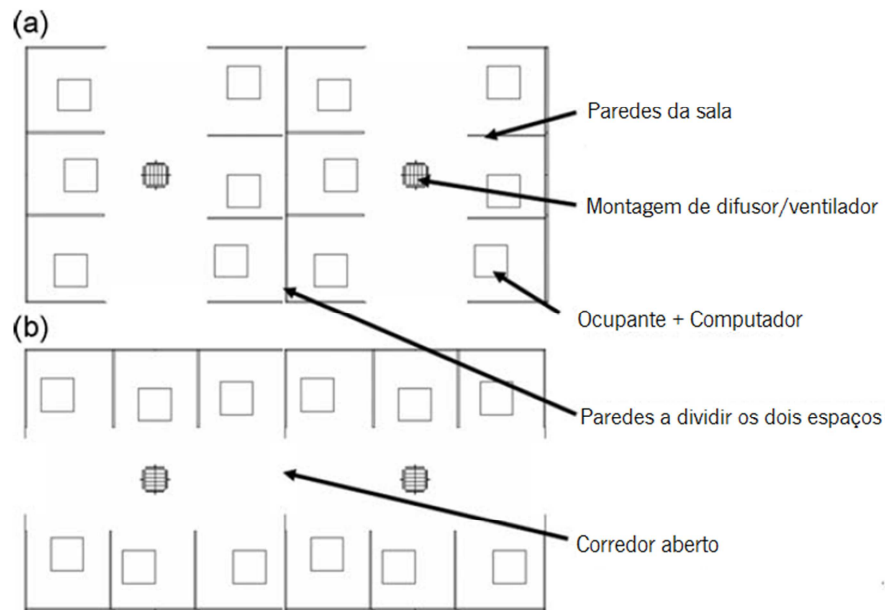 (a)
Paredes da sala
Montagem de difusor/ventilador
Ocupante + Computador
(b)
Paredes a dividir os dois espaços
Corredor aberto